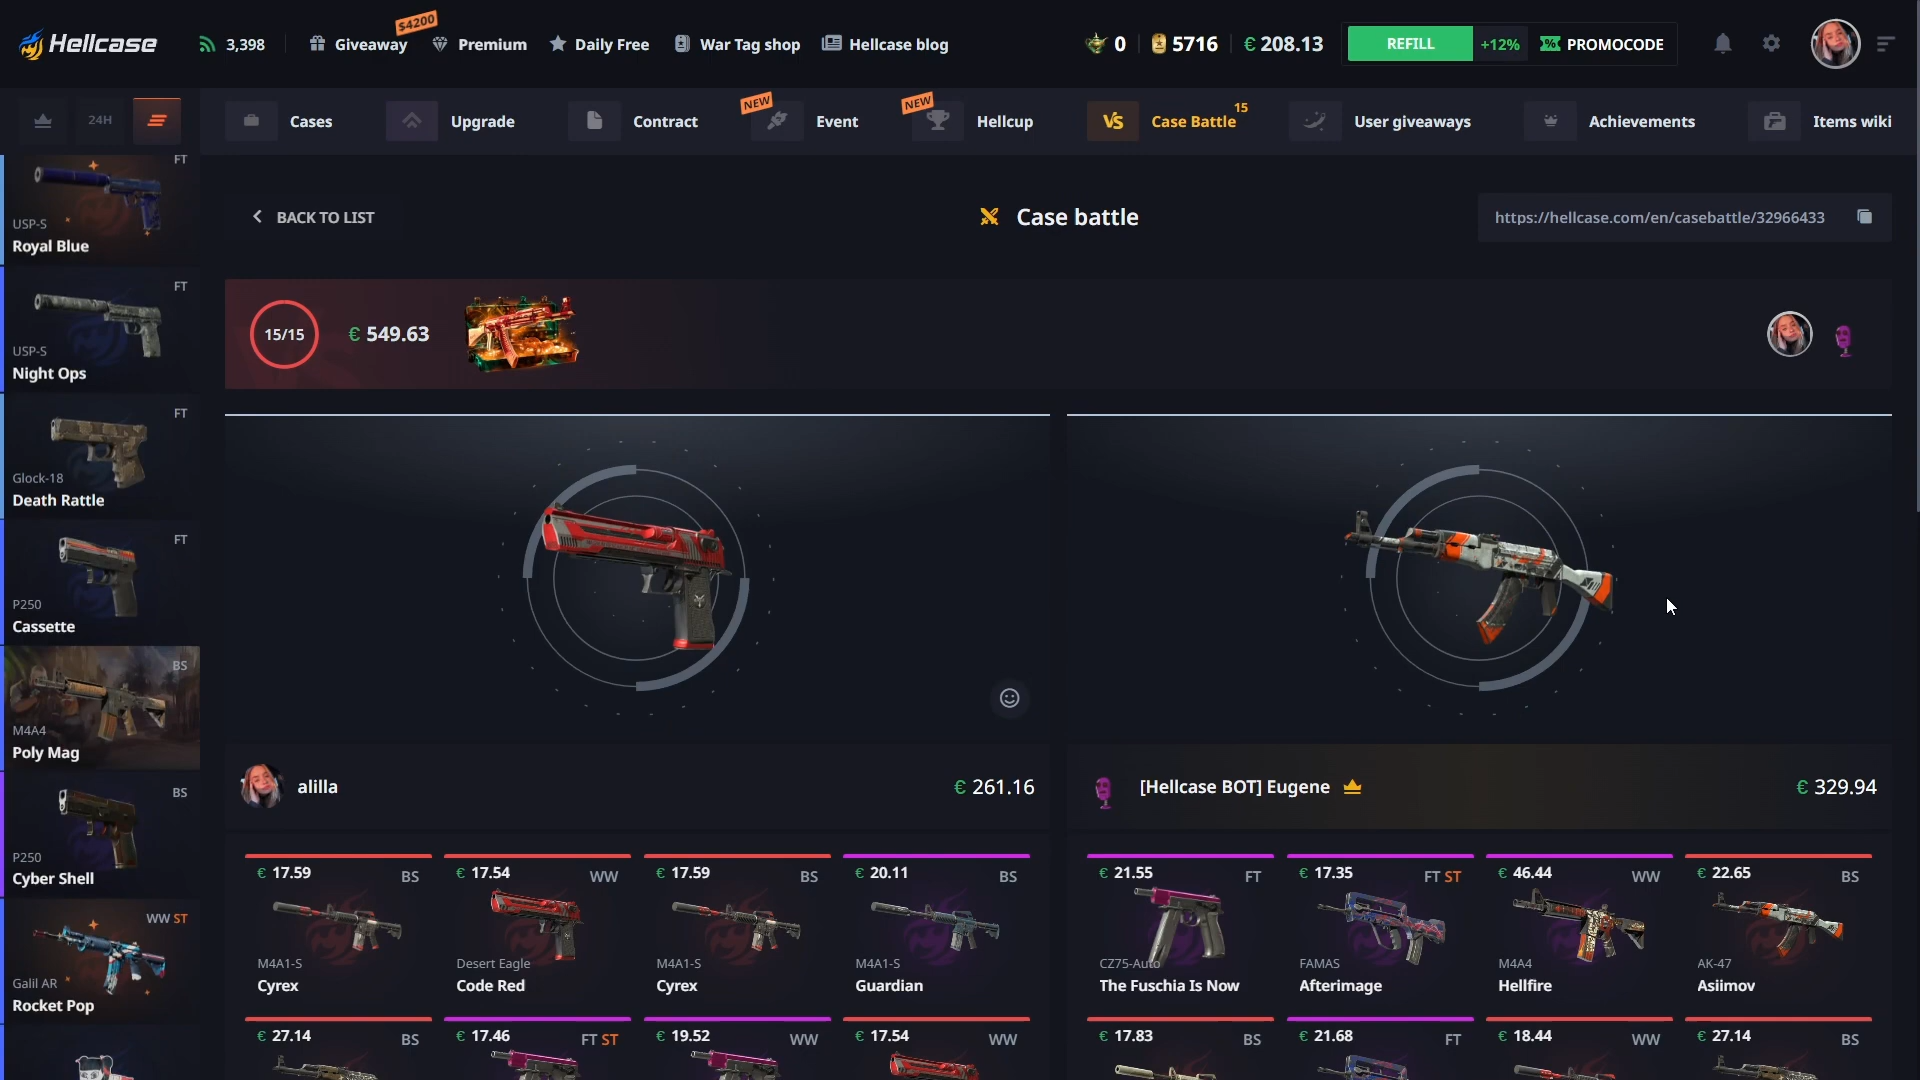 Hellcase
3,398
Giveaway
$4200
Premium
Daily Free
War Tag shop
Hellcase blog
0
5716
€ 208.13
REFILL
+12%
PROMOCODE
24H
Cases
Upgrade
Contract
NEW
Event
NEW
Hellcup
VS
Case Battle
15
User giveaways
Achievements
Items wiki
FT
USP-S
Royal Blue
FT
USP-S
Night Ops
FT
Glock-18
Death Rattle
FT
P250
Cassette
BS
M4A4
Poly Mag
BS
P250
Cyber Shell
WW ST
Galil AR
Rocket Pop
BACK TO LIST
Case battle
https://hellcase.com/en/casebattle/32966433
15/15
€ 549.63
alilla
€ 261.16
[Hellcase BOT] Eugene
€ 329.94
€ 17.59
BS
M4A1-S
Cyrex
€ 17.54
WW
Desert Eagle
Code Red
€ 17.59
BS
M4A1-S
Cyrex
€ 20.11
BS
M4A1-S
Guardian
€ 21.55
FT
CZ75-Auto
The Fuschia Is Now
€ 17.35
FT ST
FAMAS
Afterimage
€ 46.44
WW
M4A4
Hellfire
€ 22.65
BS
AK-47
Asiimov
€ 27.14
BS
€ 17.46
FT ST
€ 19.52
WW
€ 17.54
WW
€ 17.83
BS
€ 21.68
FT
€ 18.44
WW
€ 27.14
BS